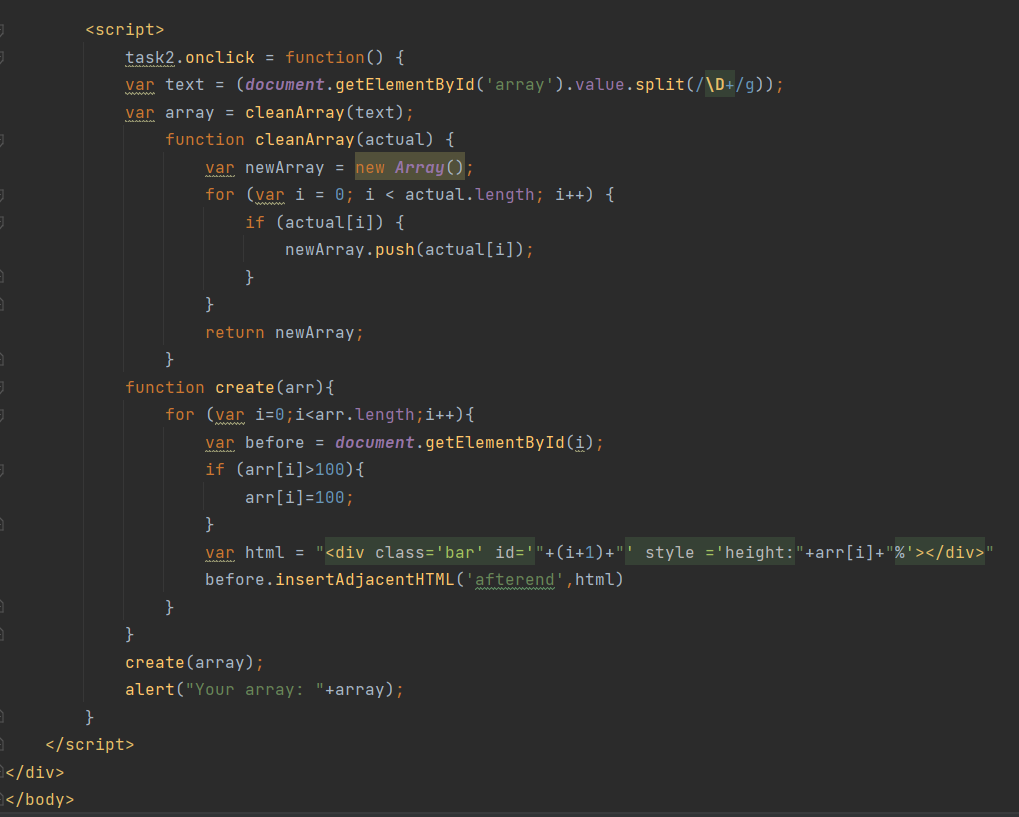 <script>
task2.onclick = function() {
var text = (document.getElementById('array').value.split(/\D+/g));
var array = cleanArray(text);
function cleanArray(actual) {
var newArray = new Array();
for (var i = 0; i < actual.length; i++) {
if (actual[i]) {
newArray.push(actual[i]);
}
}
return newArray;
}
function create(arr){
for (var i=0;i<arr.length;i++){
var before = document.getElementById(i);
if (arr[i]>100){
arr[i]=100;
}
var html = "<div class='bar' id='"+(i+1)+"' style ='height:"+arr[i]+"%'></div>"
before.insertAdjacentHTML('afterend',html)
}
}
create(array);
alert("Your array: "+array);
}
</script>
</div>
</body>